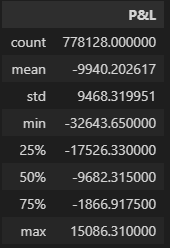 P&L
count 778128.000000
mean -9940.202617
std 9468.319951
min -32643.650000
25% -17526.330000
50% -9682.315000
75% -1866.917500
max 15086.310000